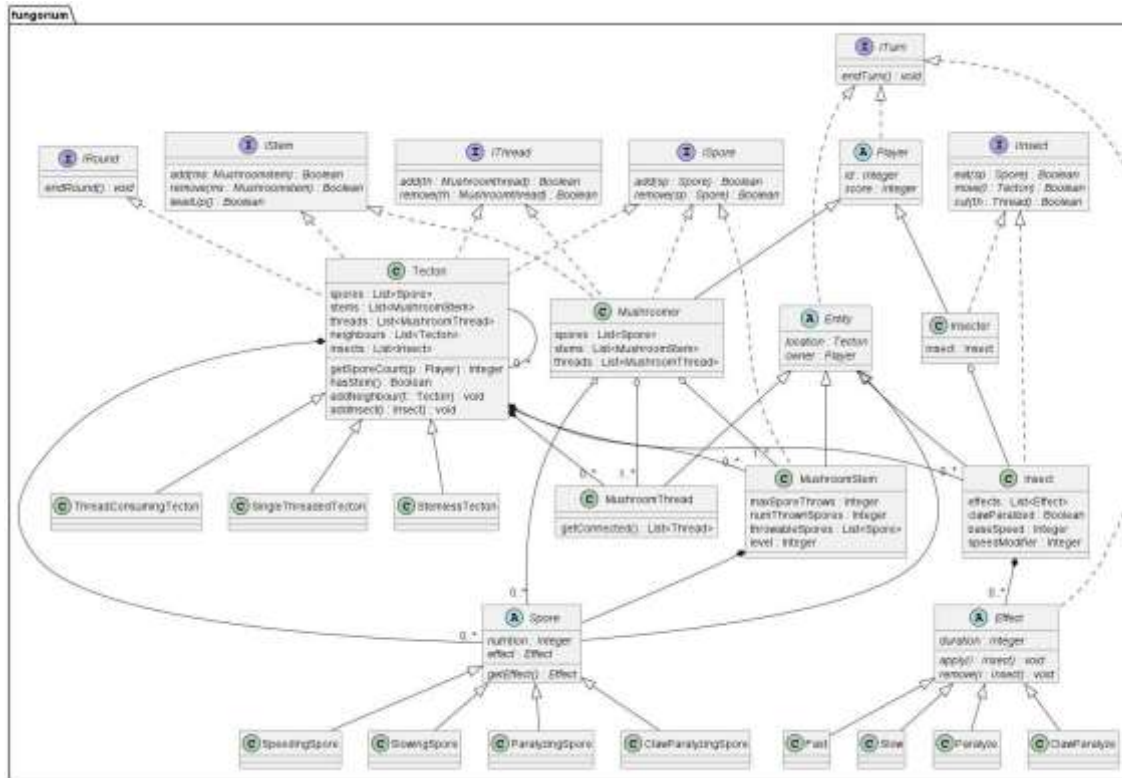 fungorium
I ITurn
endTurn() : void
I IRound
endRound() : void
I IStem
add(ms : Mushroomstem) : Boolean
remove(ms : Mushroomstem) : Boolean
levelUp() : Boolean
I IThread
add(th : Mushroomthread) : Boolean
remove(th : Mushroomthread) : Boolean
I ISpore
add(sp : Spore) : Boolean
remove(sp : Spore) : Boolean
A Player
id : Integer
score : Integer
I IInsect
eat(sp : Spore) : Boolean
move(t : Tecton) : Boolean
cut(th : Thread) : Boolean
C Tecton
spores : List<Spore>
stems : List<MushroomStem>
threads : List<MushroomThread>
neighbours : List<Tecton>
insects : List<Insect>
getSporeCount(p : Player) : Integer
hasStem() : Boolean
addNeighbour(t : Tecton) : void
addInsect(i : Insect) : void
0..*
C Mushroomer
spores : List<Spore>
stems : List<MushroomStem>
threads : List<MushroomThread>
A Entity
location : Tecton
owner : Player
C Insecter
insect : Insect
0..*
1..*
0..*
1..*
0..*
C ThreadConsumingTecton
C SingleThreadedTecton
C StemlessTecton
C MushroomThread
getConnected() : List<Thread>
C MushroomStem
maxSporeThrows : Integer
numThrownSpores : Integer
throwableSpores : List<Spore>
level : Integer
C Insect
effects : List<Effect>
clawParalized : Boolean
baseSpeed : Integer
speedModifier : Integer
0..*
0..*
0..*
A Spore
nutrition : Integer
effect : Effect
getEffect() : Effect
A Effect
duration : Integer
apply(i : Insect) : void
remove(i : Insect) : void
C SpeedingSpore
C SlowingSpore
C ParalyzingSpore
C ClawParalyzingSpore
C Fast
C Slow
C Paralyze
C ClawParalyze